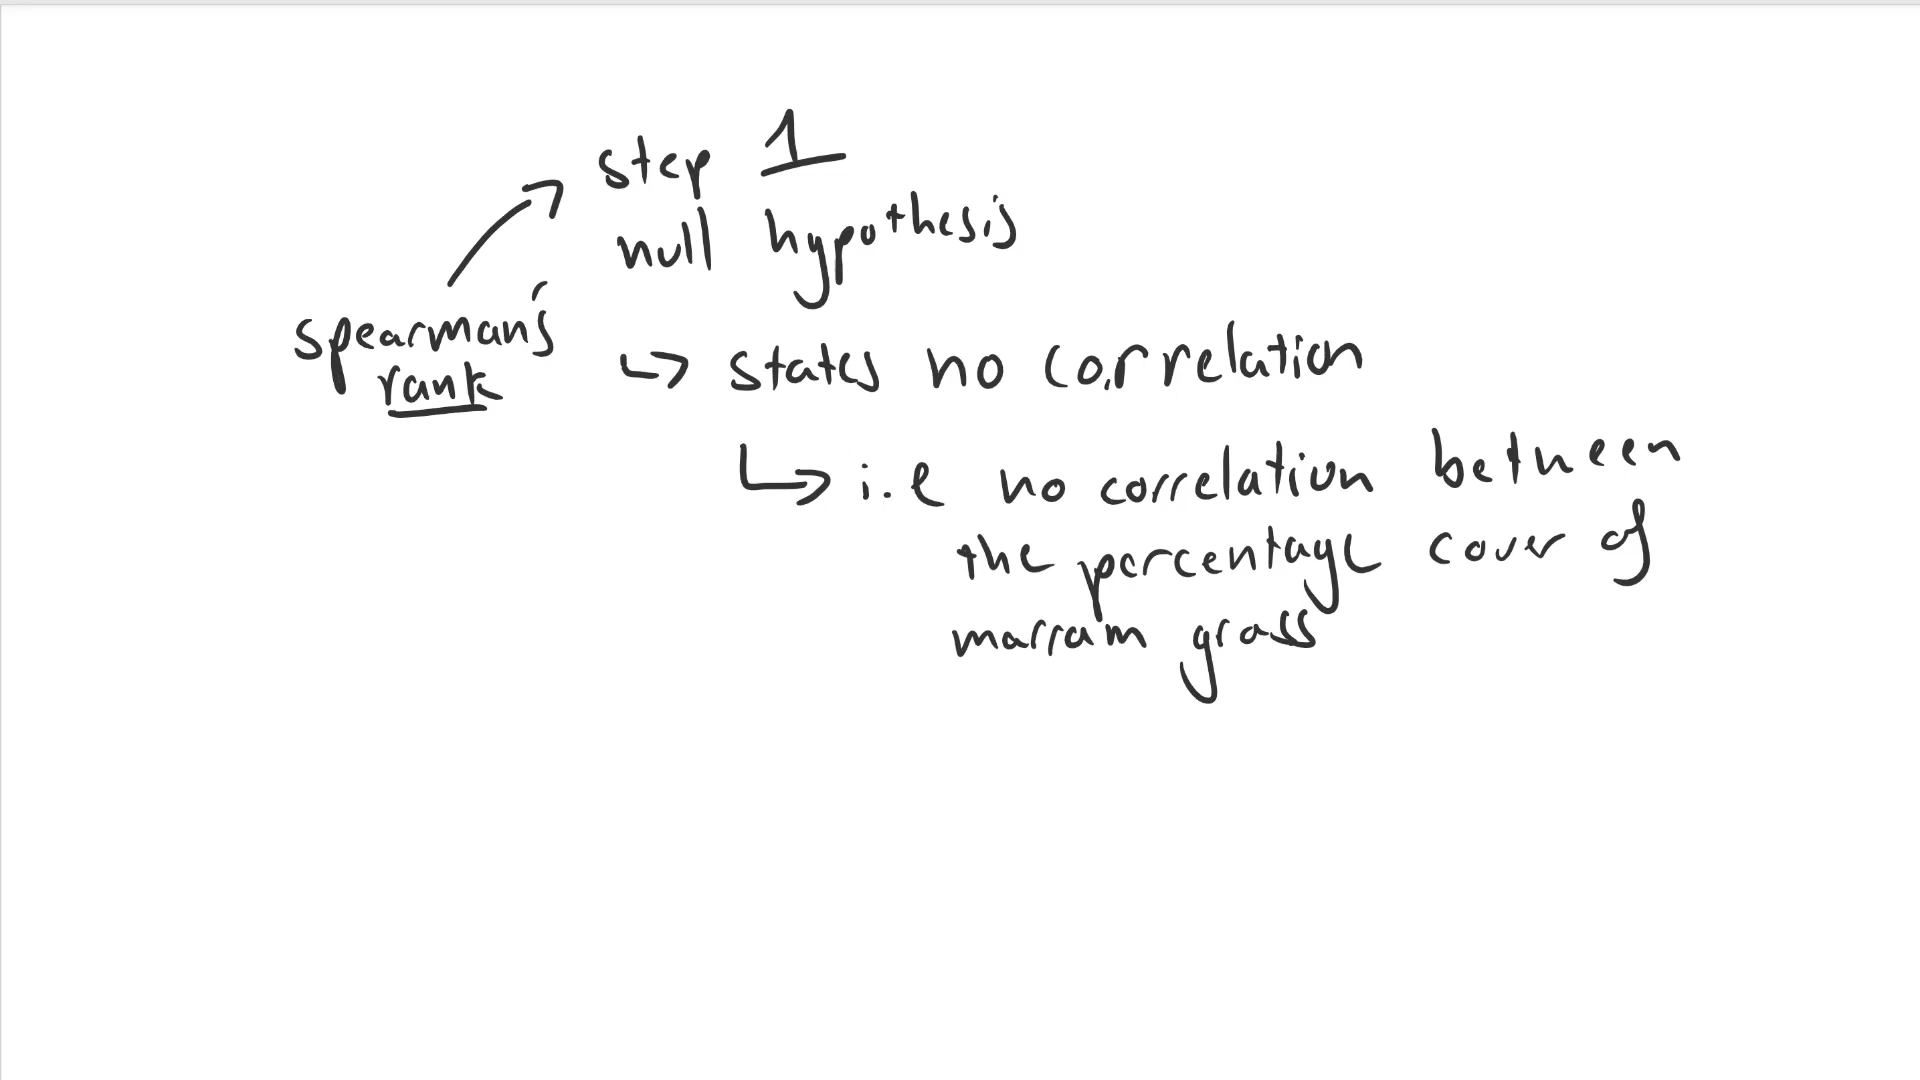 step 1
null hypothesis
spearman's
rank
↳ states no correlation
↳ i.e no correlation between
the percentage cover of
marram grass